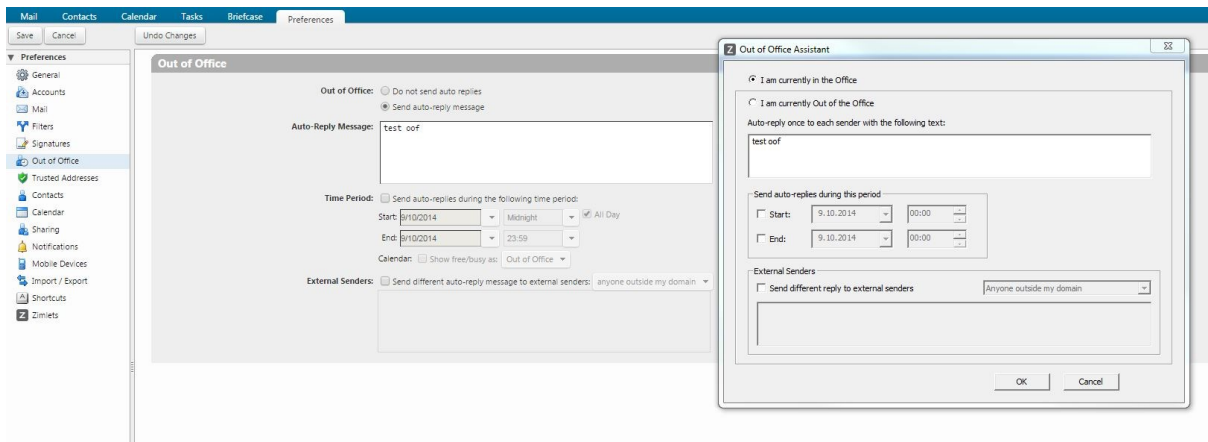 Mail Contacts Calendar Tasks Briefcase Preferences
Save Cancel Undo Changes
Preferences
General
Accounts
Mail
Filters
Signatures
Out of Office
Trusted Addresses
Contacts
Calendar
Sharing
Notifications
Mobile Devices
Import / Export
Shortcuts
Z Zimlets
Out of Office
Out of Office: Do not send auto replies
Send auto-reply message
Auto-Reply Message: test oof
Time Period: Send auto-replies during the following time period:
Start: 9/10/2014 Midnight All Day
End: 9/10/2014 23:59
Calendar: Show free/busy as: Out of Office
External Senders: Send different auto-reply message to external senders: anyone outside my domain
Z Out of Office Assistant
I am currently in the Office
I am currently Out of the Office
Auto-reply once to each sender with the following text:
test oof
Send auto-replies during this period
Start: 9.10.2014 00:00
End: 9.10.2014 00:00
External Senders
Send different reply to external senders Anyone outside my domain
OK Cancel